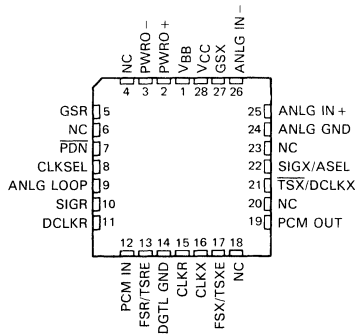 NC
PWRO-
PWRO+
VBB
VCC
GSX
ANLG IN-
4 3 2 1 28 27 26
GSR 5
NC 6
PDN 7
CLKSEL 8
ANLG LOOP 9
SIGR 10
DCLKR 11
25 ANLG IN+
24 ANLG GND
23 NC
22 SIGX/ASEL
21 TSX/DCLKX
20 NC
19 PCM OUT
12 13 14 15 16 17 18
PCM IN
FSR/TSRE
DGTL GND
CLKR
CLKX
FSX/TSXE
NC